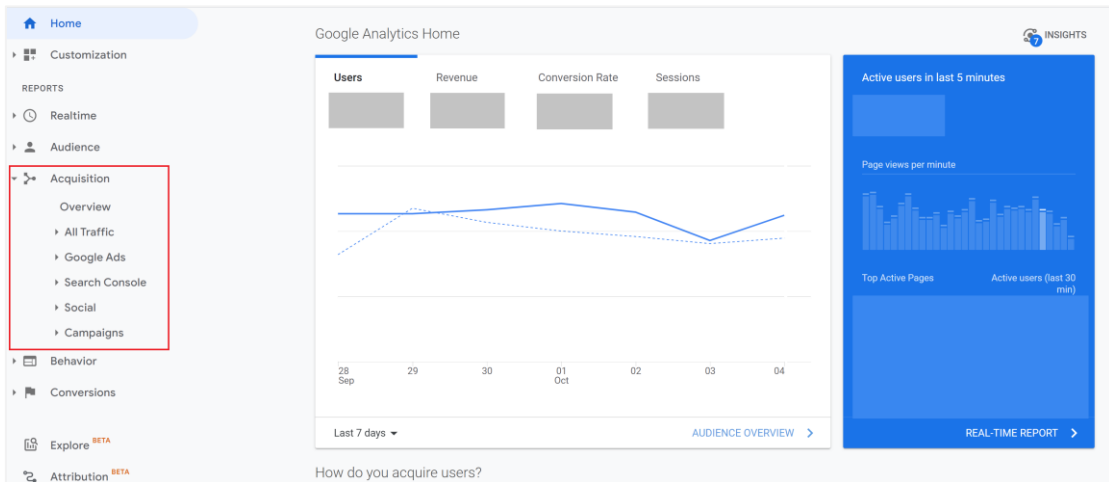 Home
Customization
REPORTS
Realtime
Audience
Acquisition
Overview
All Traffic
Google Ads
Search Console
Social
Campaigns
Behavior
Conversions
Explore BETA
Attribution BETA
Google Analytics Home
7 INSIGHTS
Users Revenue Conversion Rate Sessions
28 29 30 01 02 03 04
Sep Oct
Last 7 days AUDIENCE OVERVIEW
How do you acquire users?
Active users in last 5 minutes
Page views per minute
Top Active Pages Active users (last 30
min)
REAL-TIME REPORT